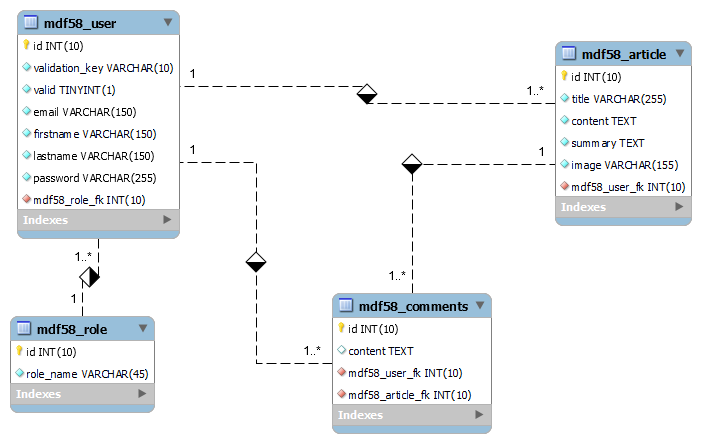 mdf58_user
id INT(10)
validation_key VARCHAR(10)
valid TINYINT(1)
email VARCHAR(150)
firstname VARCHAR(150)
lastname VARCHAR(150)
password VARCHAR(255)
mdf58_role_fk INT(10)
Indexes
1
1..*
1
1..*
mdf58_article
id INT(10)
title VARCHAR(255)
content TEXT
summary TEXT
image VARCHAR(155)
mdf58_user_fk INT(10)
Indexes
1
1..*
1..*
1
mdf58_role
id INT(10)
role_name VARCHAR(45)
Indexes
mdf58_comments
id INT(10)
content TEXT
mdf58_user_fk INT(10)
mdf58_article_fk INT(10)
Indexes